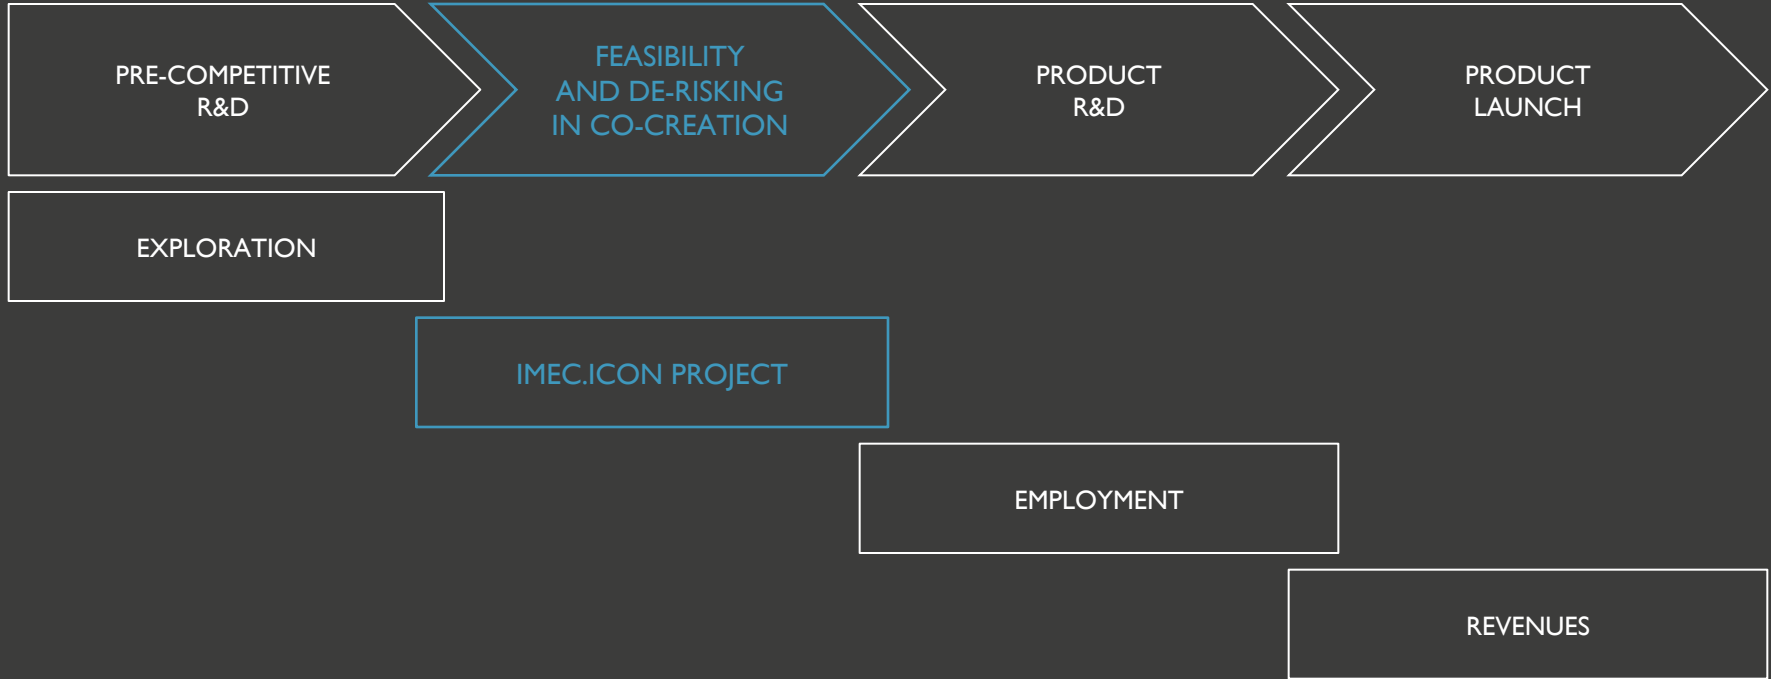 PRE-COMPETITIVE
R&D
FEASIBILITY
AND DE-RISKING
IN CO-CREATION
PRODUCT
R&D
PRODUCT
LAUNCH
EXPLORATION
IMEC.ICON PROJECT
EMPLOYMENT
REVENUES